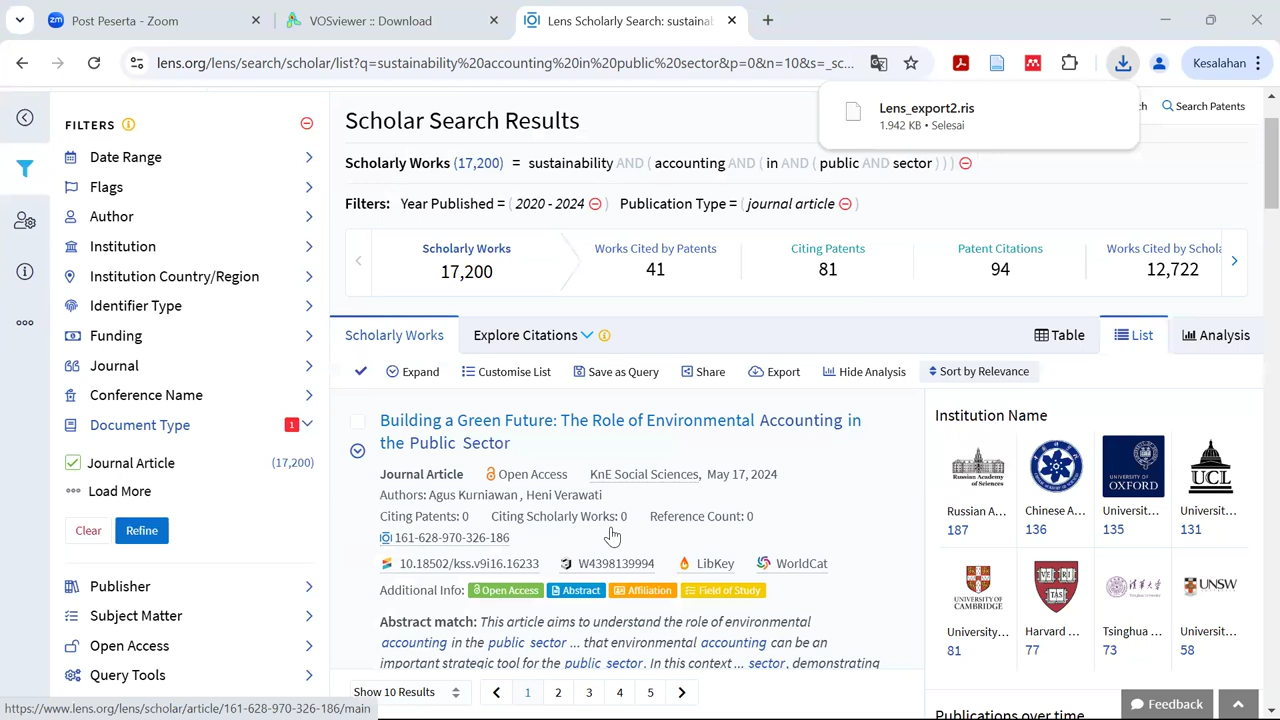 Post Peserta - Zoom
VOSviewer :: Download
Lens Scholarly Search: sustaina
lens.org/lens/search/scholar/list?q=sustainability%20accounting%20in%20public%20sector&p=0&n=10&s=_sc...
Kesalahan
Lens_export2.ris
1.942 KB • Selesai
Search Patents
FILTERS
Date Range
Flags
Author
Institution
Institution Country/Region
Identifier Type
Funding
Journal
Conference Name
Document Type 1
Journal Article (17,200)
Load More
Clear Refine
Publisher
Subject Matter
Open Access
Query Tools
https://www.lens.org/lens/scholar/article/161-628-970-326-186/main
Scholar Search Results
Scholarly Works (17,200) = sustainability AND ( accounting AND ( in AND ( public AND sector ) ) )
Filters: Year Published = ( 2020 - 2024 ) Publication Type = ( journal article )
Scholarly Works
17,200
Works Cited by Patents
41
Citing Patents
81
Patent Citations
94
Works Cited by Schola
12,722
Scholarly Works
Explore Citations
Table
List
Analysis
Expand
Customise List
Save as Query
Share
Export
Hide Analysis
Sort by Relevance
Building a Green Future: The Role of Environmental Accounting in
the Public Sector
Journal Article Open Access KnE Social Sciences, May 17, 2024
Authors: Agus Kurniawan , Heni Verawati
Citing Patents: 0 Citing Scholarly Works: 0 Reference Count: 0
161-628-970-326-186
10.18502/kss.v9i16.16233 W4398139994 LibKey WorldCat
Additional Info: Open Access Abstract Affiliation Field of Study
Abstract match: This article aims to understand the role of environmental
accounting in the public sector ... that environmental accounting can be an
important strategic tool for the public sector. In this context ... sector, demonstrating
Show 10 Results
1 2 3 4 5
Institution Name
Russian Academy
of Sciences
UNIVERSITY OF
OXFORD
UCL
Russian A...
187
Chinese A...
136
Universit...
135
Universit...
131
UNIVERSITY OF
CAMBRIDGE
HARVARD
UNSW
University...
81
Harvard ...
77
Tsinghua ...
73
Universit...
58
Publications over time
Feedback